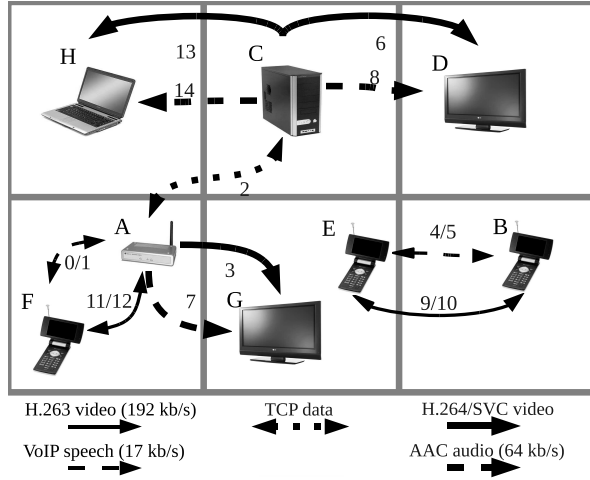 13
6
H
C
D
14
8
2
A
E
4/5
B
0/1
3
F
11/12
7
G
9/10
H.263 video (192 kb/s)
TCP data
H.264/SVC video
VoIP speech (17 kb/s)
AAC audio (64 kb/s)